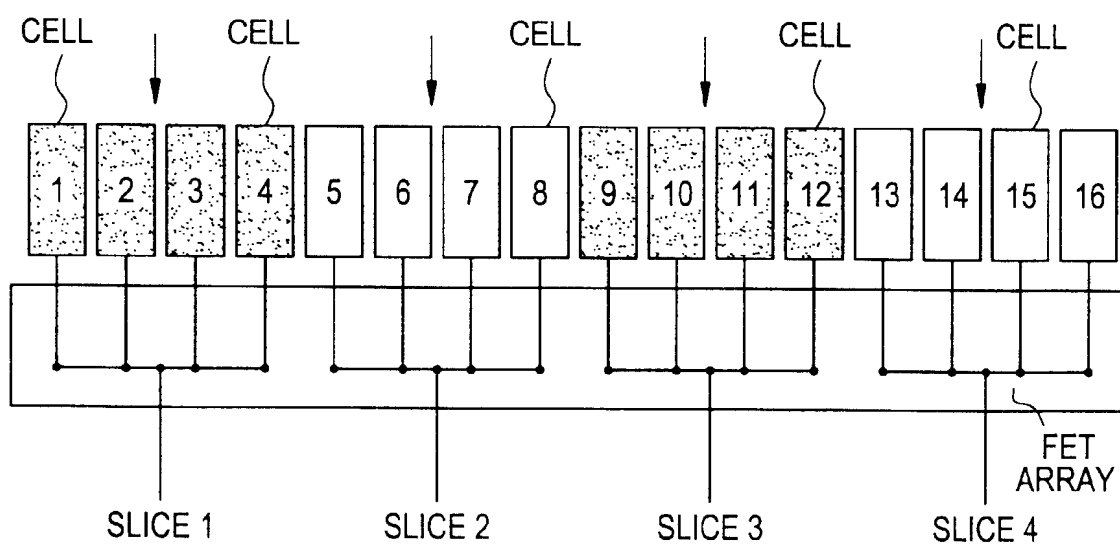 CELL CELL CELL CELL CELL
1 2 3 4 5 6 7 8 9 10 11 12 13 14 15 16
FET
ARRAY
SLICE 1 SLICE 2 SLICE 3 SLICE 4